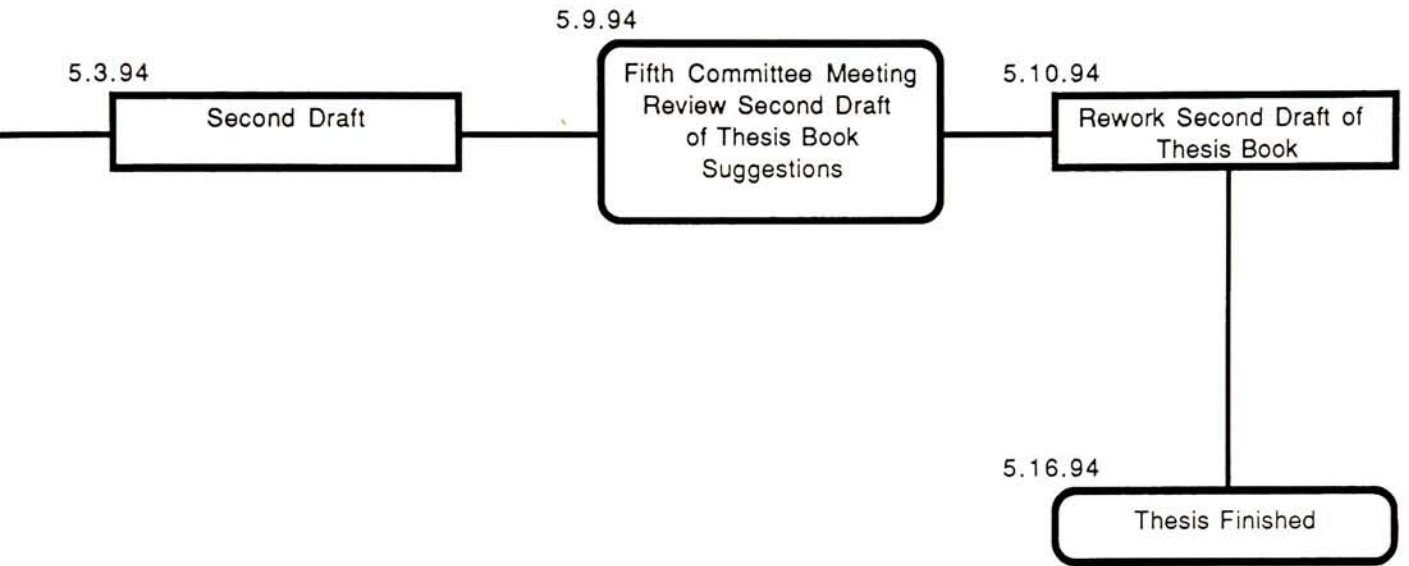 5.3.94
Second Draft
5.9.94
Fifth Committee Meeting
Review Second Draft
of Thesis Book
Suggestions
5.10.94
Rework Second Draft of
Thesis Book
5.16.94
Thesis Finished